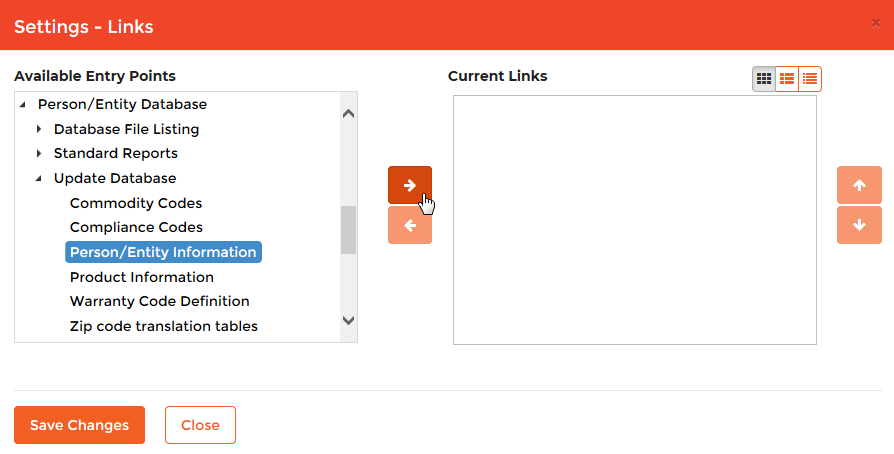 Settings - Links
×
Available Entry Points
Current Links
Person/Entity Database
Database File Listing
Standard Reports
Update Database
Commodity Codes
Compliance Codes
Person/Entity Information
Product Information
Warranty Code Definition
Zip code translation tables
Save Changes
Close